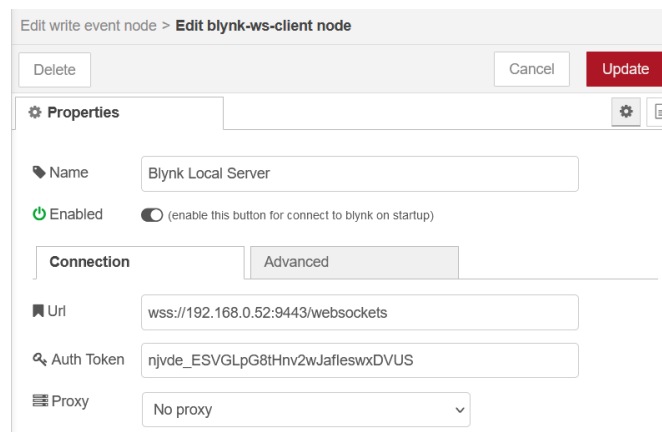 Edit write event node > Edit blynk-ws-client node
Delete Cancel Update
Properties
Name Blynk Local Server
Enabled (enable this button for connect to blynk on startup)
Connection Advanced
Url wss://192.168.0.52:9443/websockets
Auth Token njvde_ESVGLpG8tHnv2wJafIeswxDVUS
Proxy No proxy